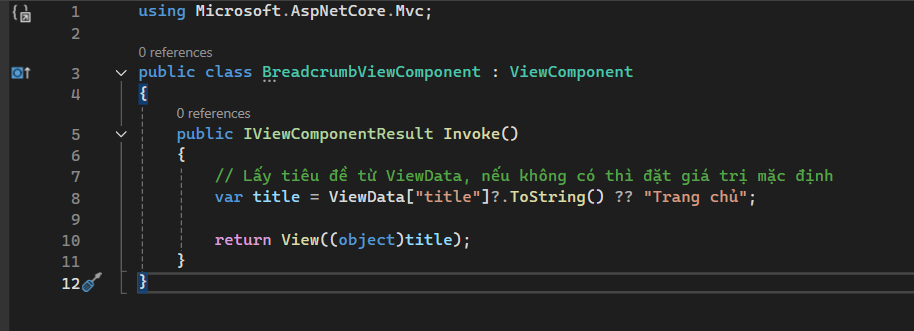 1 using Microsoft.AspNetCore.Mvc;
2
0 references
3 public class BreadcrumbViewComponent : ViewComponent
4 {
0 references
5 public IViewComponentResult Invoke()
6 {
7 // Lấy tiêu đề từ ViewData, nếu không có thì đặt giá trị mặc định
8 var title = ViewData["title"]?.ToString() ?? "Trang chủ";
9
10 return View((object)title);
11 }
12 }